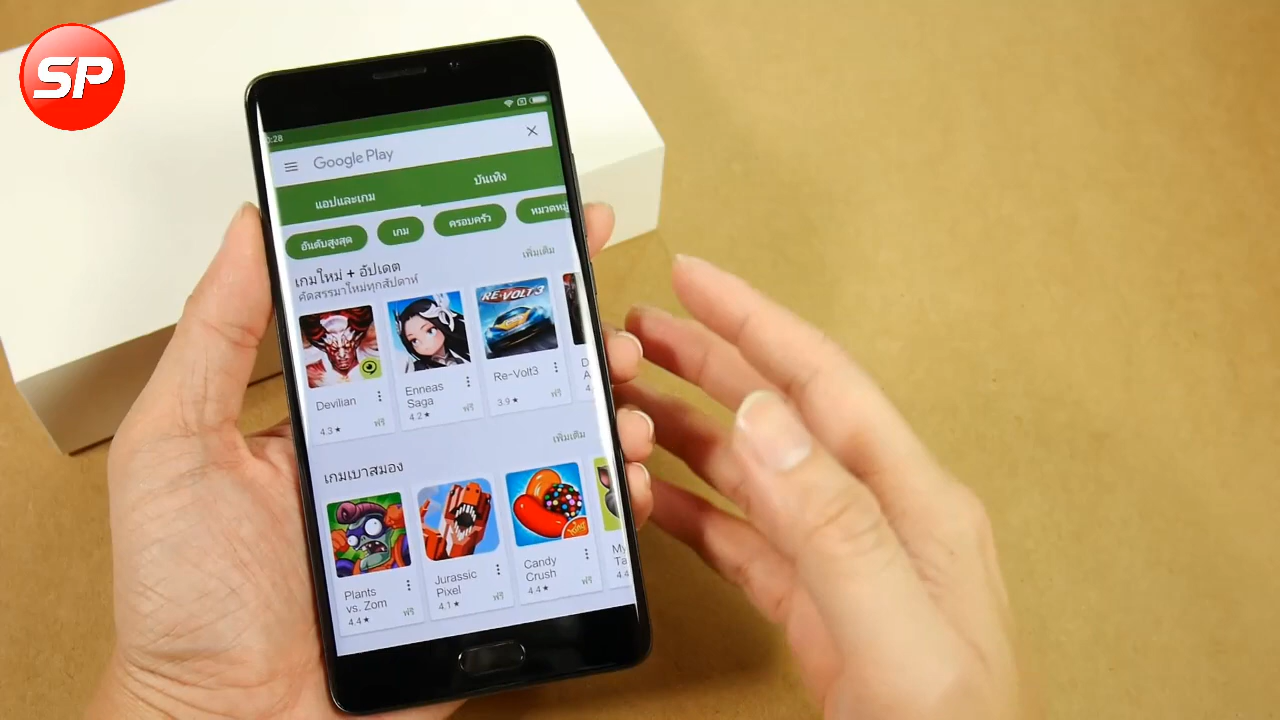 SP
:28
Google Play
แอปและเกม
บันเทิง
อันดับสูงสุด
เกม
ครอบครัว
หมวดหมู่
เกมใหม่ + อัปเดต
เพิ่มเติม
คัดสรรมาใหม่ทุกสัปดาห์
RE-VOLT 3
Devilian
4.3★
ฟรี
Enneas
Saga
4.2★
ฟรี
Re-Volt3
3.9★
ฟรี
D
A
4.
เกมเบาสมอง
เพิ่มเติม
King
Plants
vs. Zom
4.4★
ฟรี
Jurassic
Pixel
4.1★
ฟรี
Candy
Crush
4.4★
ฟรี
My
Ta
4.4